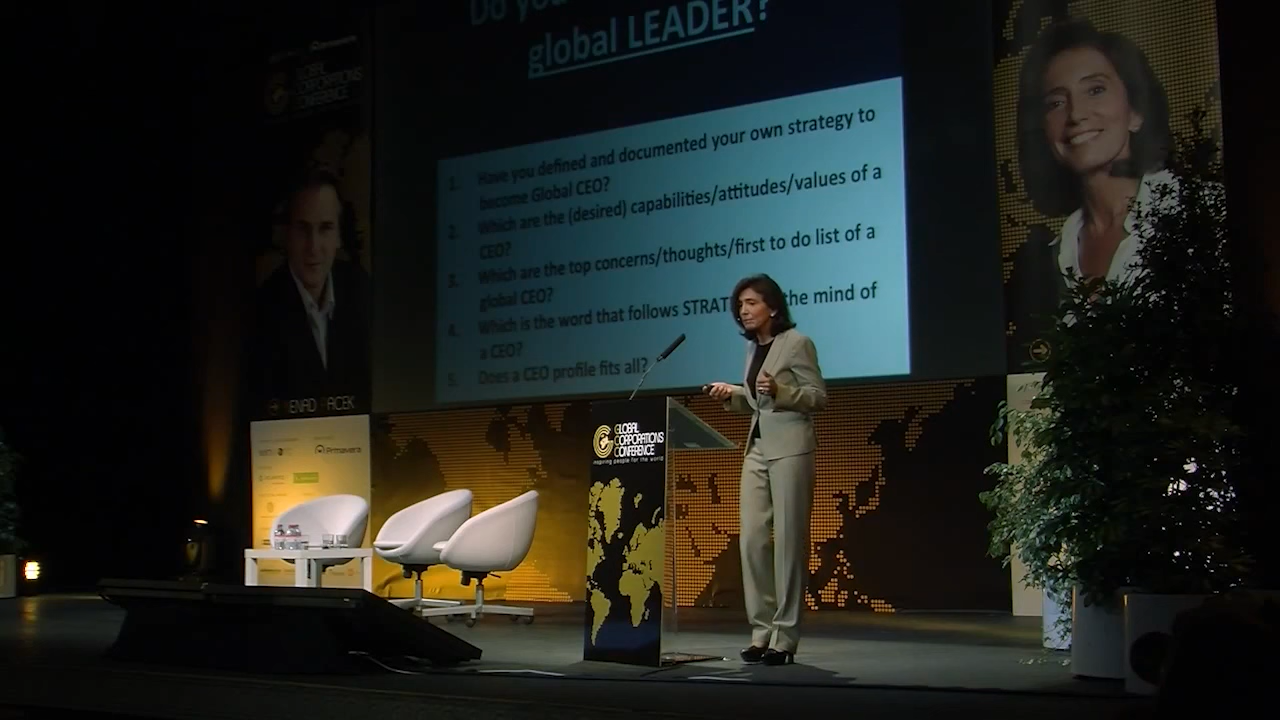 Do you
global LEADER?
1. Have you defined and documented your own strategy to
become Global CEO?
2. Which are the (desired) capabilities/attitudes/values of a
CEO?
3. Which are the top concerns/thoughts/first to do list of a
global CEO?
4. Which is the word that follows STRAT the mind of
a CEO?
5. Does a CEO profile fits all?
GLOBAL
CORPORATIONS
CONFERENCE
GLOBAL
CORPORATIONS
CONFERENCE
inspiring people for the world
Primavera